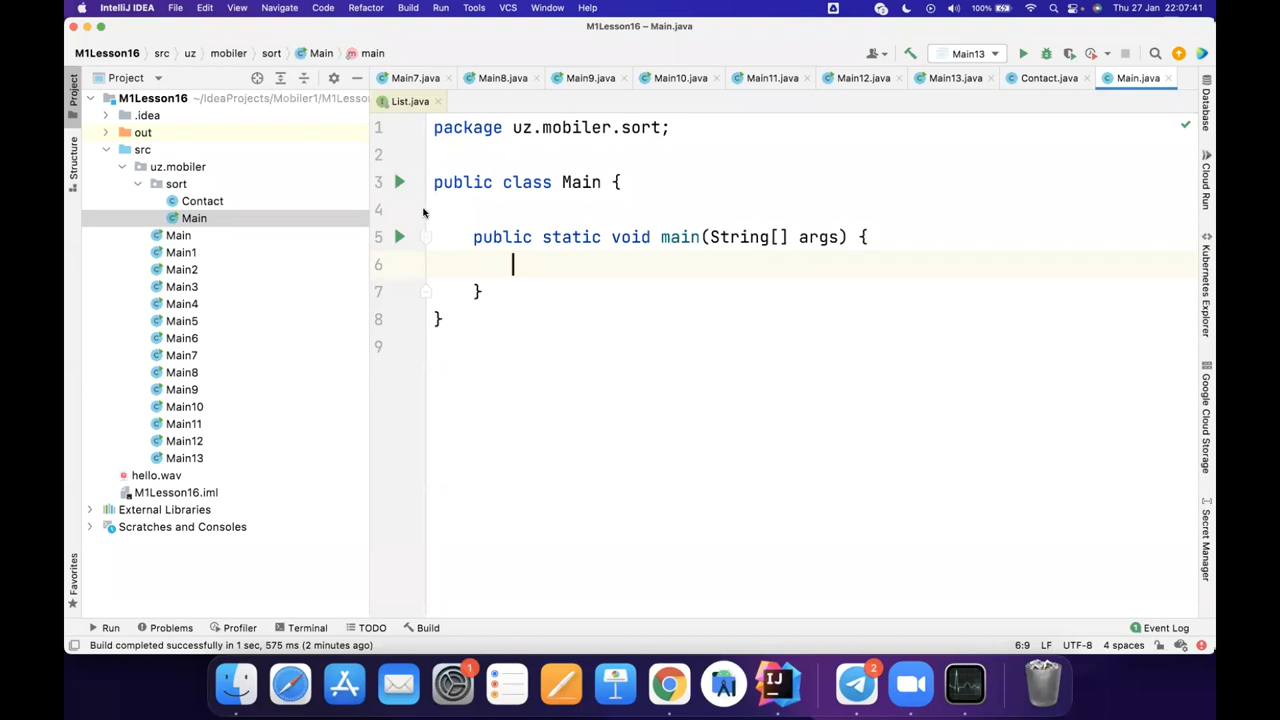 IntelliJ IDEA File Edit View Navigate Code Refactor Build Run Tools VCS Window Help 100% Thu 27 Jan 22:07:41
M1Lesson16 – Main.java
M1Lesson16 src uz mobiler sort Main main Main13
Project Main7.java Main8.java Main9.java Main10.java Main11.java Main12.java Main13.java Contact.java Main.java
M1Lesson16 ~/IdeaProjects/Mobiler1/M1Lesso List.java
.idea
out
src
uz.mobiler
sort
Contact
Main
Main
Main1
Main2
Main3
Main4
Main5
Main6
Main7
Main8
Main9
Main10
Main11
Main12
Main13
hello.wav
M1Lesson16.iml
External Libraries
Scratches and Consoles
1 package uz.mobiler.sort;
2
3 public class Main {
4
5 public static void main(String[] args) {
6
7 }
8 }
9
Project
Structure
Favorites
Database
Cloud Run
Kubernetes Explorer
Google Cloud Storage
Secret Manager
Run Problems Profiler Terminal TODO Build 1 Event Log
Build completed successfully in 1 sec, 575 ms (2 minutes ago) 6:9 LF UTF-8 4 spaces
1
IJ
2